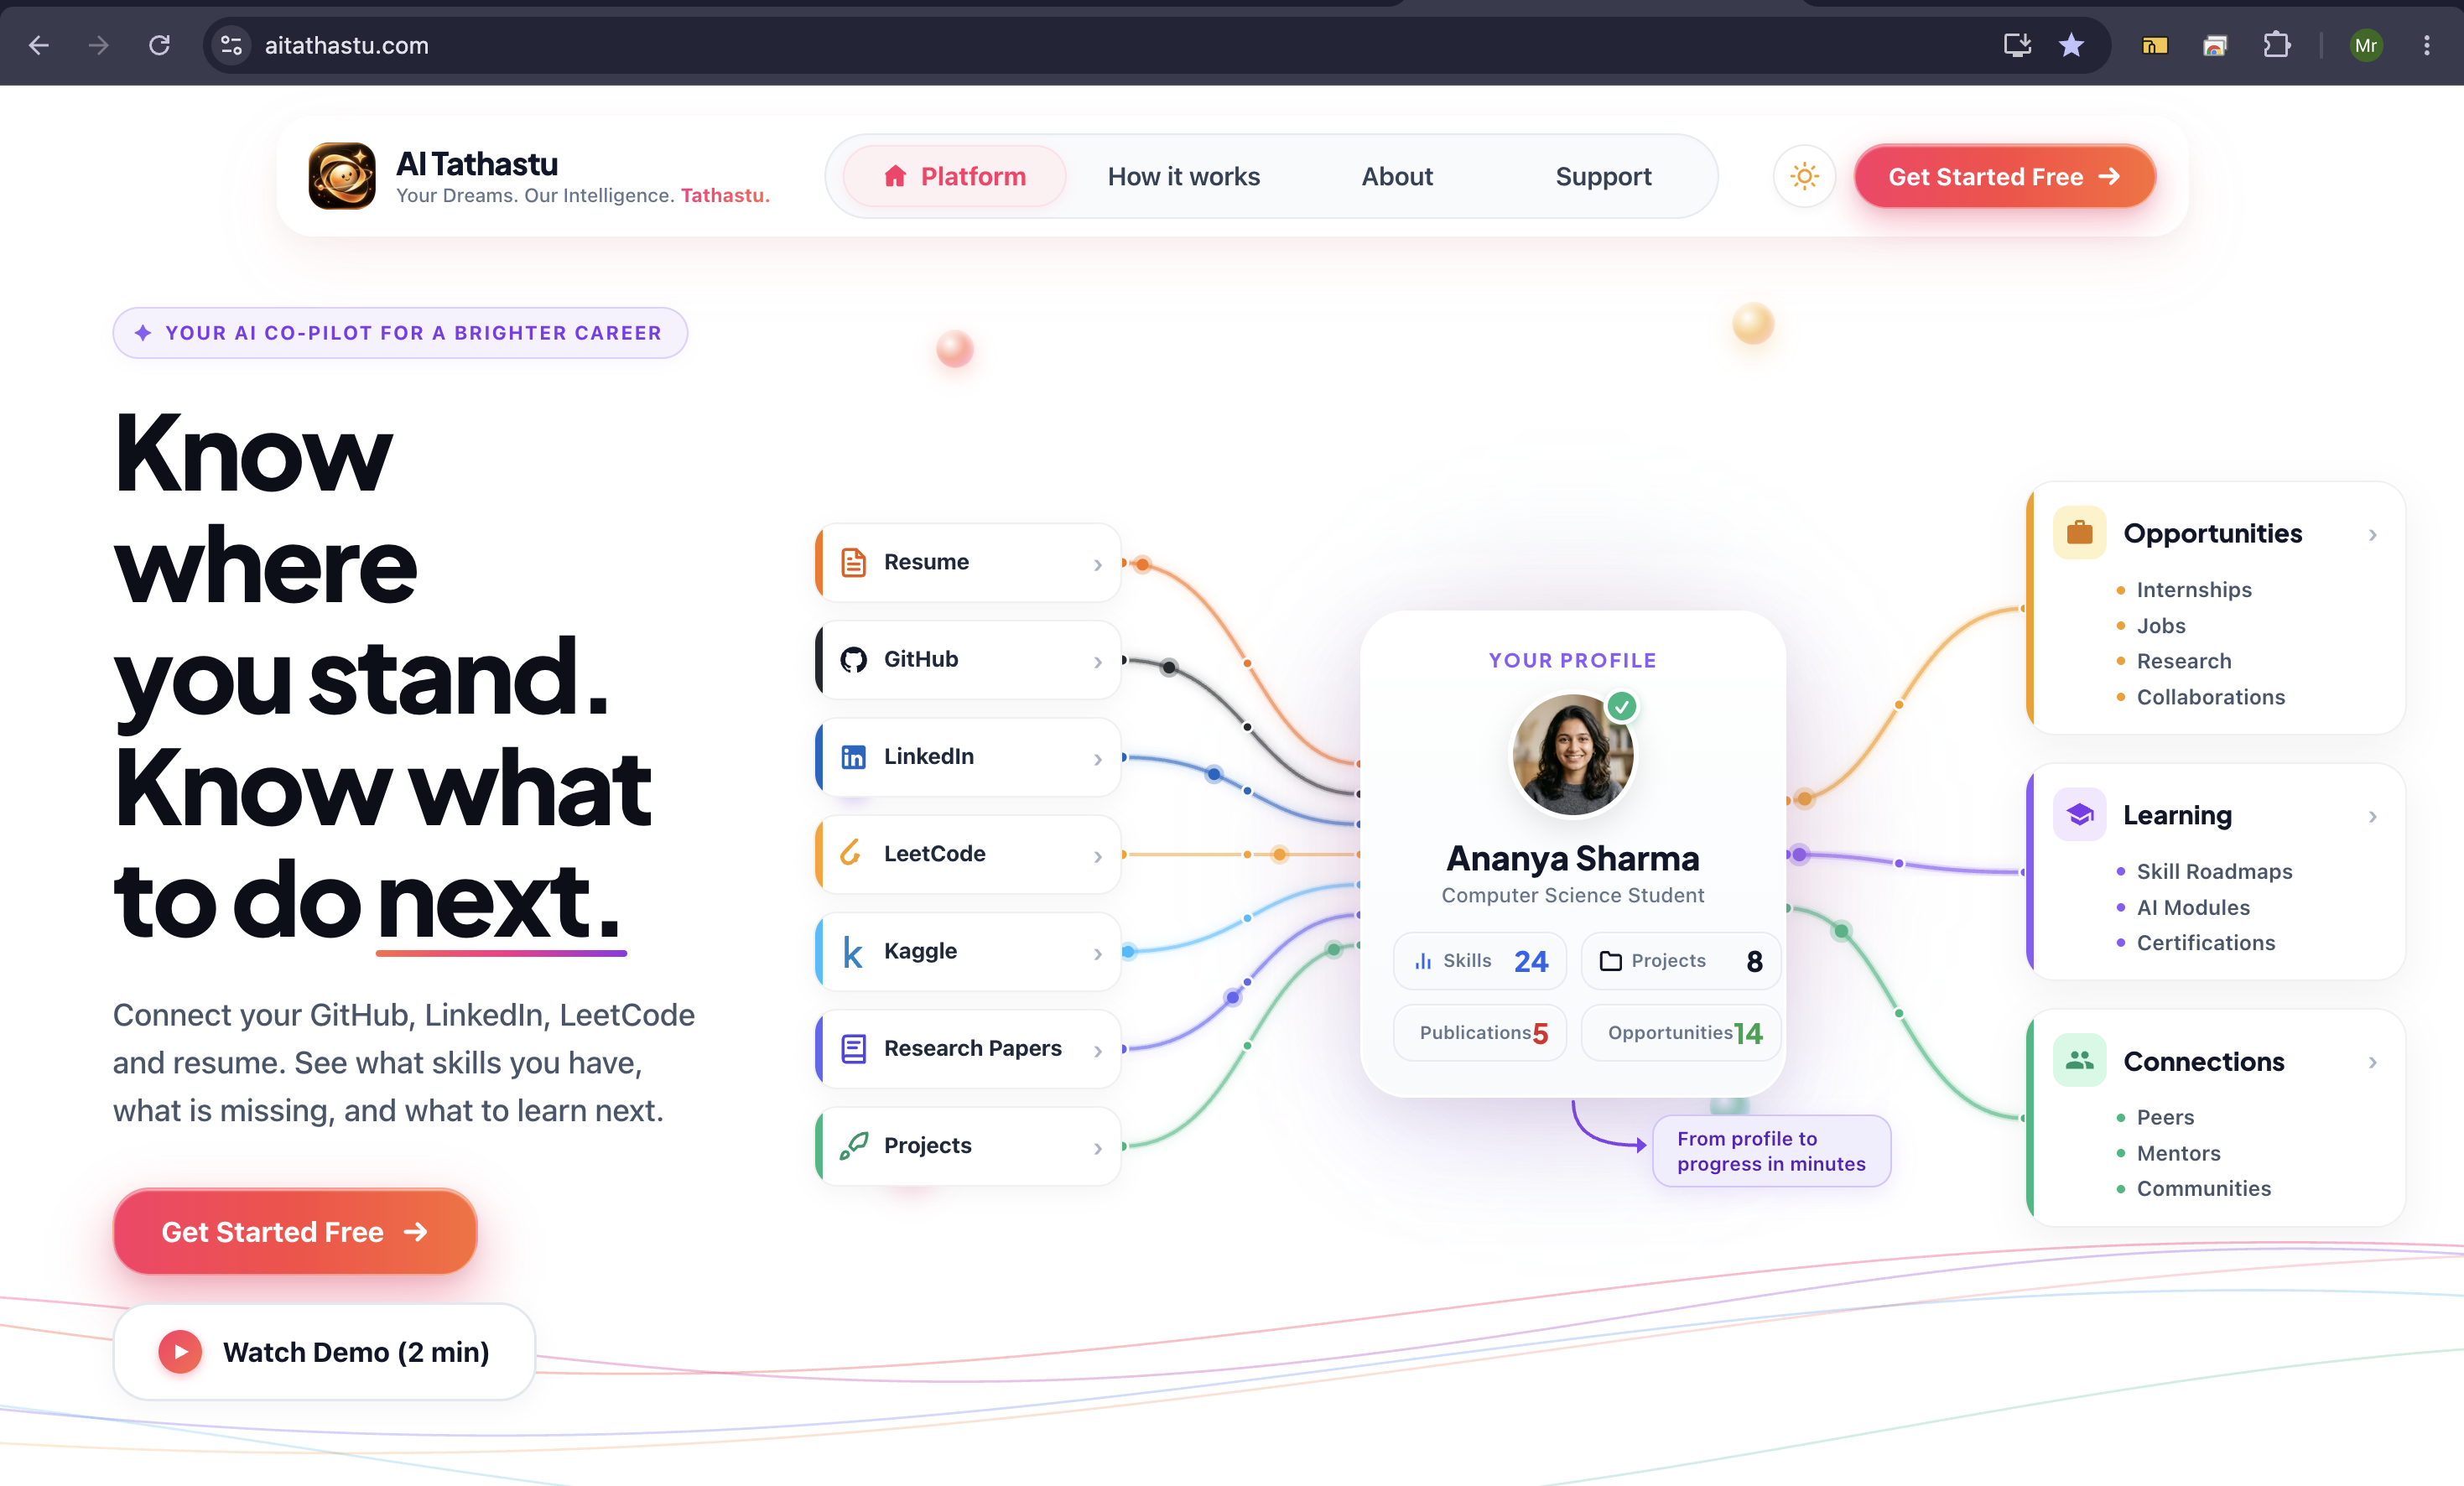 aitathastu.com
Mr
AI Tathastu
Your Dreams. Our Intelligence. Tathastu.
Platform
How it works
About
Support
Get Started Free →
YOUR AI CO-PILOT FOR A BRIGHTER CAREER
Know
where
you stand.
Know what
to do next.
Connect your GitHub, LinkedIn, LeetCode
and resume. See what skills you have,
what is missing, and what to learn next.
Get Started Free →
Watch Demo (2 min)
Resume
GitHub
LinkedIn
LeetCode
Kaggle
Research Papers
Projects
YOUR PROFILE
Ananya Sharma
Computer Science Student
Skills 24
Projects 8
Publications 5
Opportunities 14
From profile to
progress in minutes
Opportunities
Internships
Jobs
Research
Collaborations
Learning
Skill Roadmaps
AI Modules
Certifications
Connections
Peers
Mentors
Communities